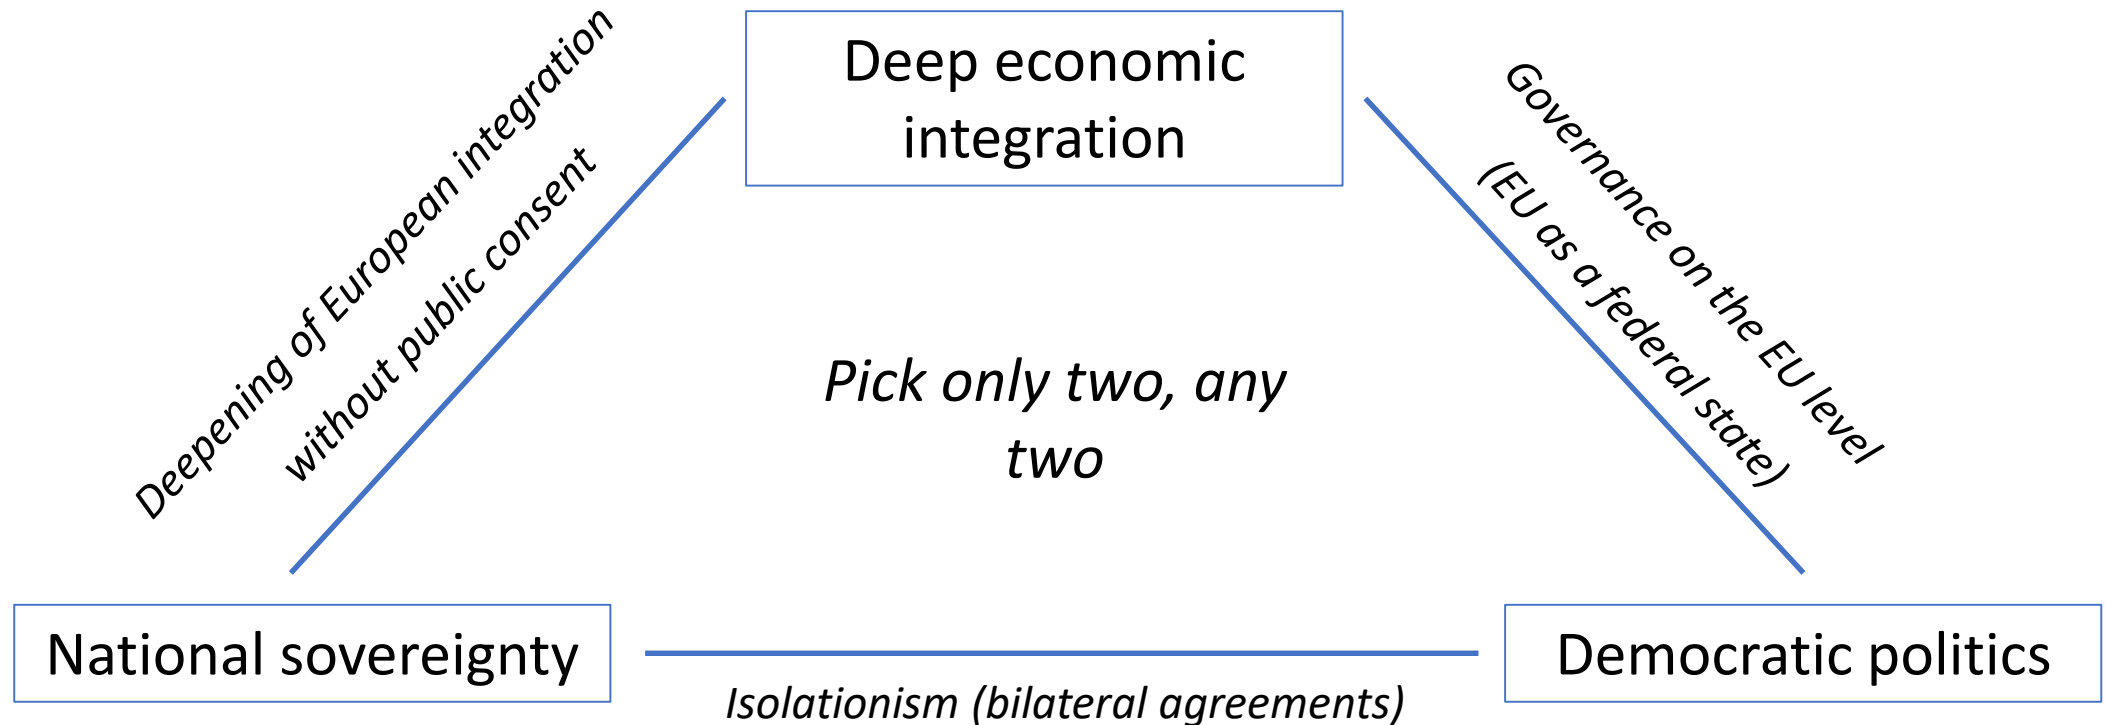 Deep economic
integration
Deepening of European integration
without public consent
Governance on the EU level
(EU as a federal state)
Pick only two, any
two
National sovereignty
Democratic politics
Isolationism (bilateral agreements)